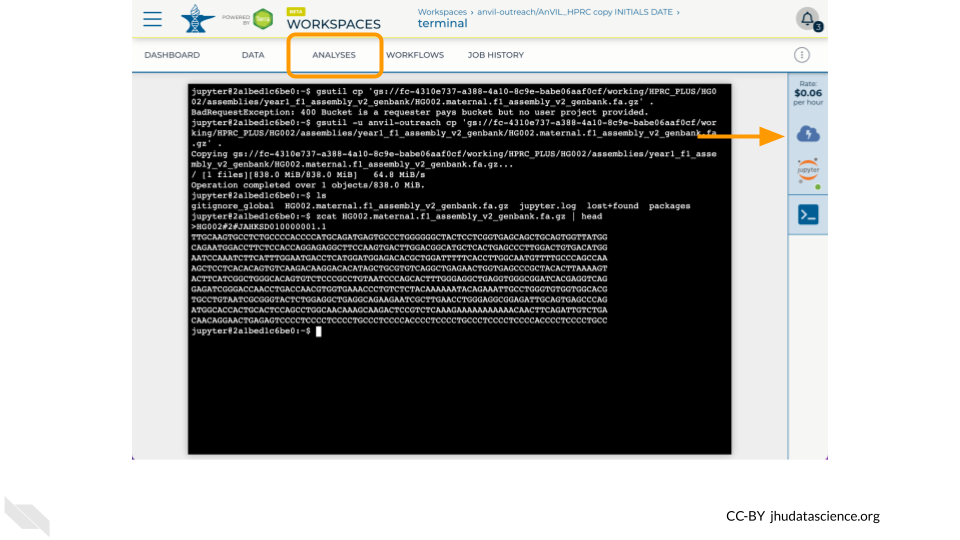 POWERED BY Terra
BETA
WORKSPACES
Workspaces › anvil-outreach/AnVIL_HPRC copy INITIALS DATE ›
terminal
3
DASHBOARD DATA ANALYSES WORKFLOWS JOB HISTORY
Rate:
$0.06
per hour
jupyter
jupyter@2a1bed1c6be0:~$ gsutil cp 'gs://fc-4310e737-a388-4a10-8c9e-babe06aaf0cf/working/HPRC_PLUS/HG0
02/assemblies/year1_f1_assembly_v2_genbank/HG002.maternal.f1_assembly_v2_genbank.fa.gz' .
BadRequestException: 400 Bucket is a requester pays bucket but no user project provided.
jupyter@2a1bed1c6be0:~$ gsutil -u anvil-outreach cp 'gs://fc-4310e737-a388-4a10-8c9e-babe06aaf0cf/wor
king/HPRC_PLUS/HG002/assemblies/year1_f1_assembly_v2_genbank/HG002.maternal.f1_assembly_v2_genbank.fa
.gz' .
Copying gs://fc-4310e737-a388-4a10-8c9e-babe06aaf0cf/working/HPRC_PLUS/HG002/assemblies/year1_f1_asse
mbly_v2_genbank/HG002.maternal.f1_assembly_v2_genbank.fa.gz...
/ [1 files][838.0 MiB/838.0 MiB] 64.8 MiB/s
Operation completed over 1 objects/838.0 MiB.
jupyter@2a1bed1c6be0:~$ ls
gitignore_global HG002.maternal.f1_assembly_v2_genbank.fa.gz jupyter.log lost+found packages
jupyter@2a1bed1c6be0:~$ zcat HG002.maternal.f1_assembly_v2_genbank.fa.gz | head
>HG002#2#JAHKSD010000001.1
TTGCAAGTGCCTTCTGCCCCACCCCATGCAGATGAGTGCCCTGGGGGGCTACTCCTCGGTGAGCAGCTGCAGTGGTTATGG
CAGAATGGACCTTCTCCACCAGGAGAGGCTTCCAAGTGACTTGGACGGCATGCTCACTGAGCCCTTGGACTGTGACATGG
AATCCAAATCTTCATTTGGAATGACCTCATGGATGGAGACACGCTGGATTTTTCACCTTGGCAATGTTTTGCCCAGCCAA
AGCTCCTCACACAGTGTCAAGACAAGGACACATAGCTGCGTGTCAGGCTGAGAACTGGTGAGCCCGCTACACTTAAAAGT
ACTTCATCGGCTGGGCACAGTGTCTCCCGCCTGTAATCCCAGCACTTTGGGAGGCTGAGGTGGGCGGATCACGAGGTCAG
GAGATCGGGACCAACCTGACCAACGTGGTGAAACCCTGTCTCTACAAAAAATACAGAAATTGCCTGGGTGTGGTGGCACG
TGCCTGTAATCGCGGGTACTCTGGAGGCTGAGGCAGAAGAATCGCTTGAACCTGGGAGGCGGAGATTGCAGTGAGCCCAG
ATGGCACCACTGCACTCCAGCCTGGCAACAAAGCAAGACTCCGTCTCAAAGAAAAAAAAAAACAACTTCAGATTGTCTGA
CAACAGGAACTGAGAGTCCCCTCCCCTCCCCTGCCCTCCCCACCCCTCCCCTGCCCTCCCCTCCCCACCCCTCCCCTGCC
jupyter@2a1bed1c6be0:~$
CC-BY jhudatascience.org